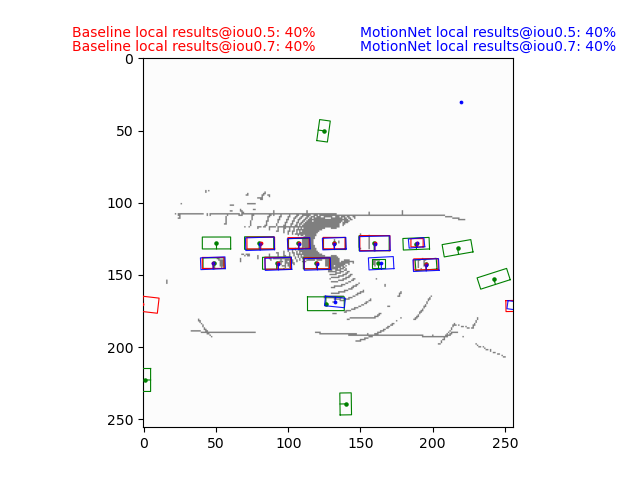 Baseline local results@iou0.5: 40% MotionNet local results@iou0.5: 40%
Baseline local results@iou0.7: 40% MotionNet local results@iou0.7: 40%
0
50
100
150
200
250
0 50 100 150 200 250